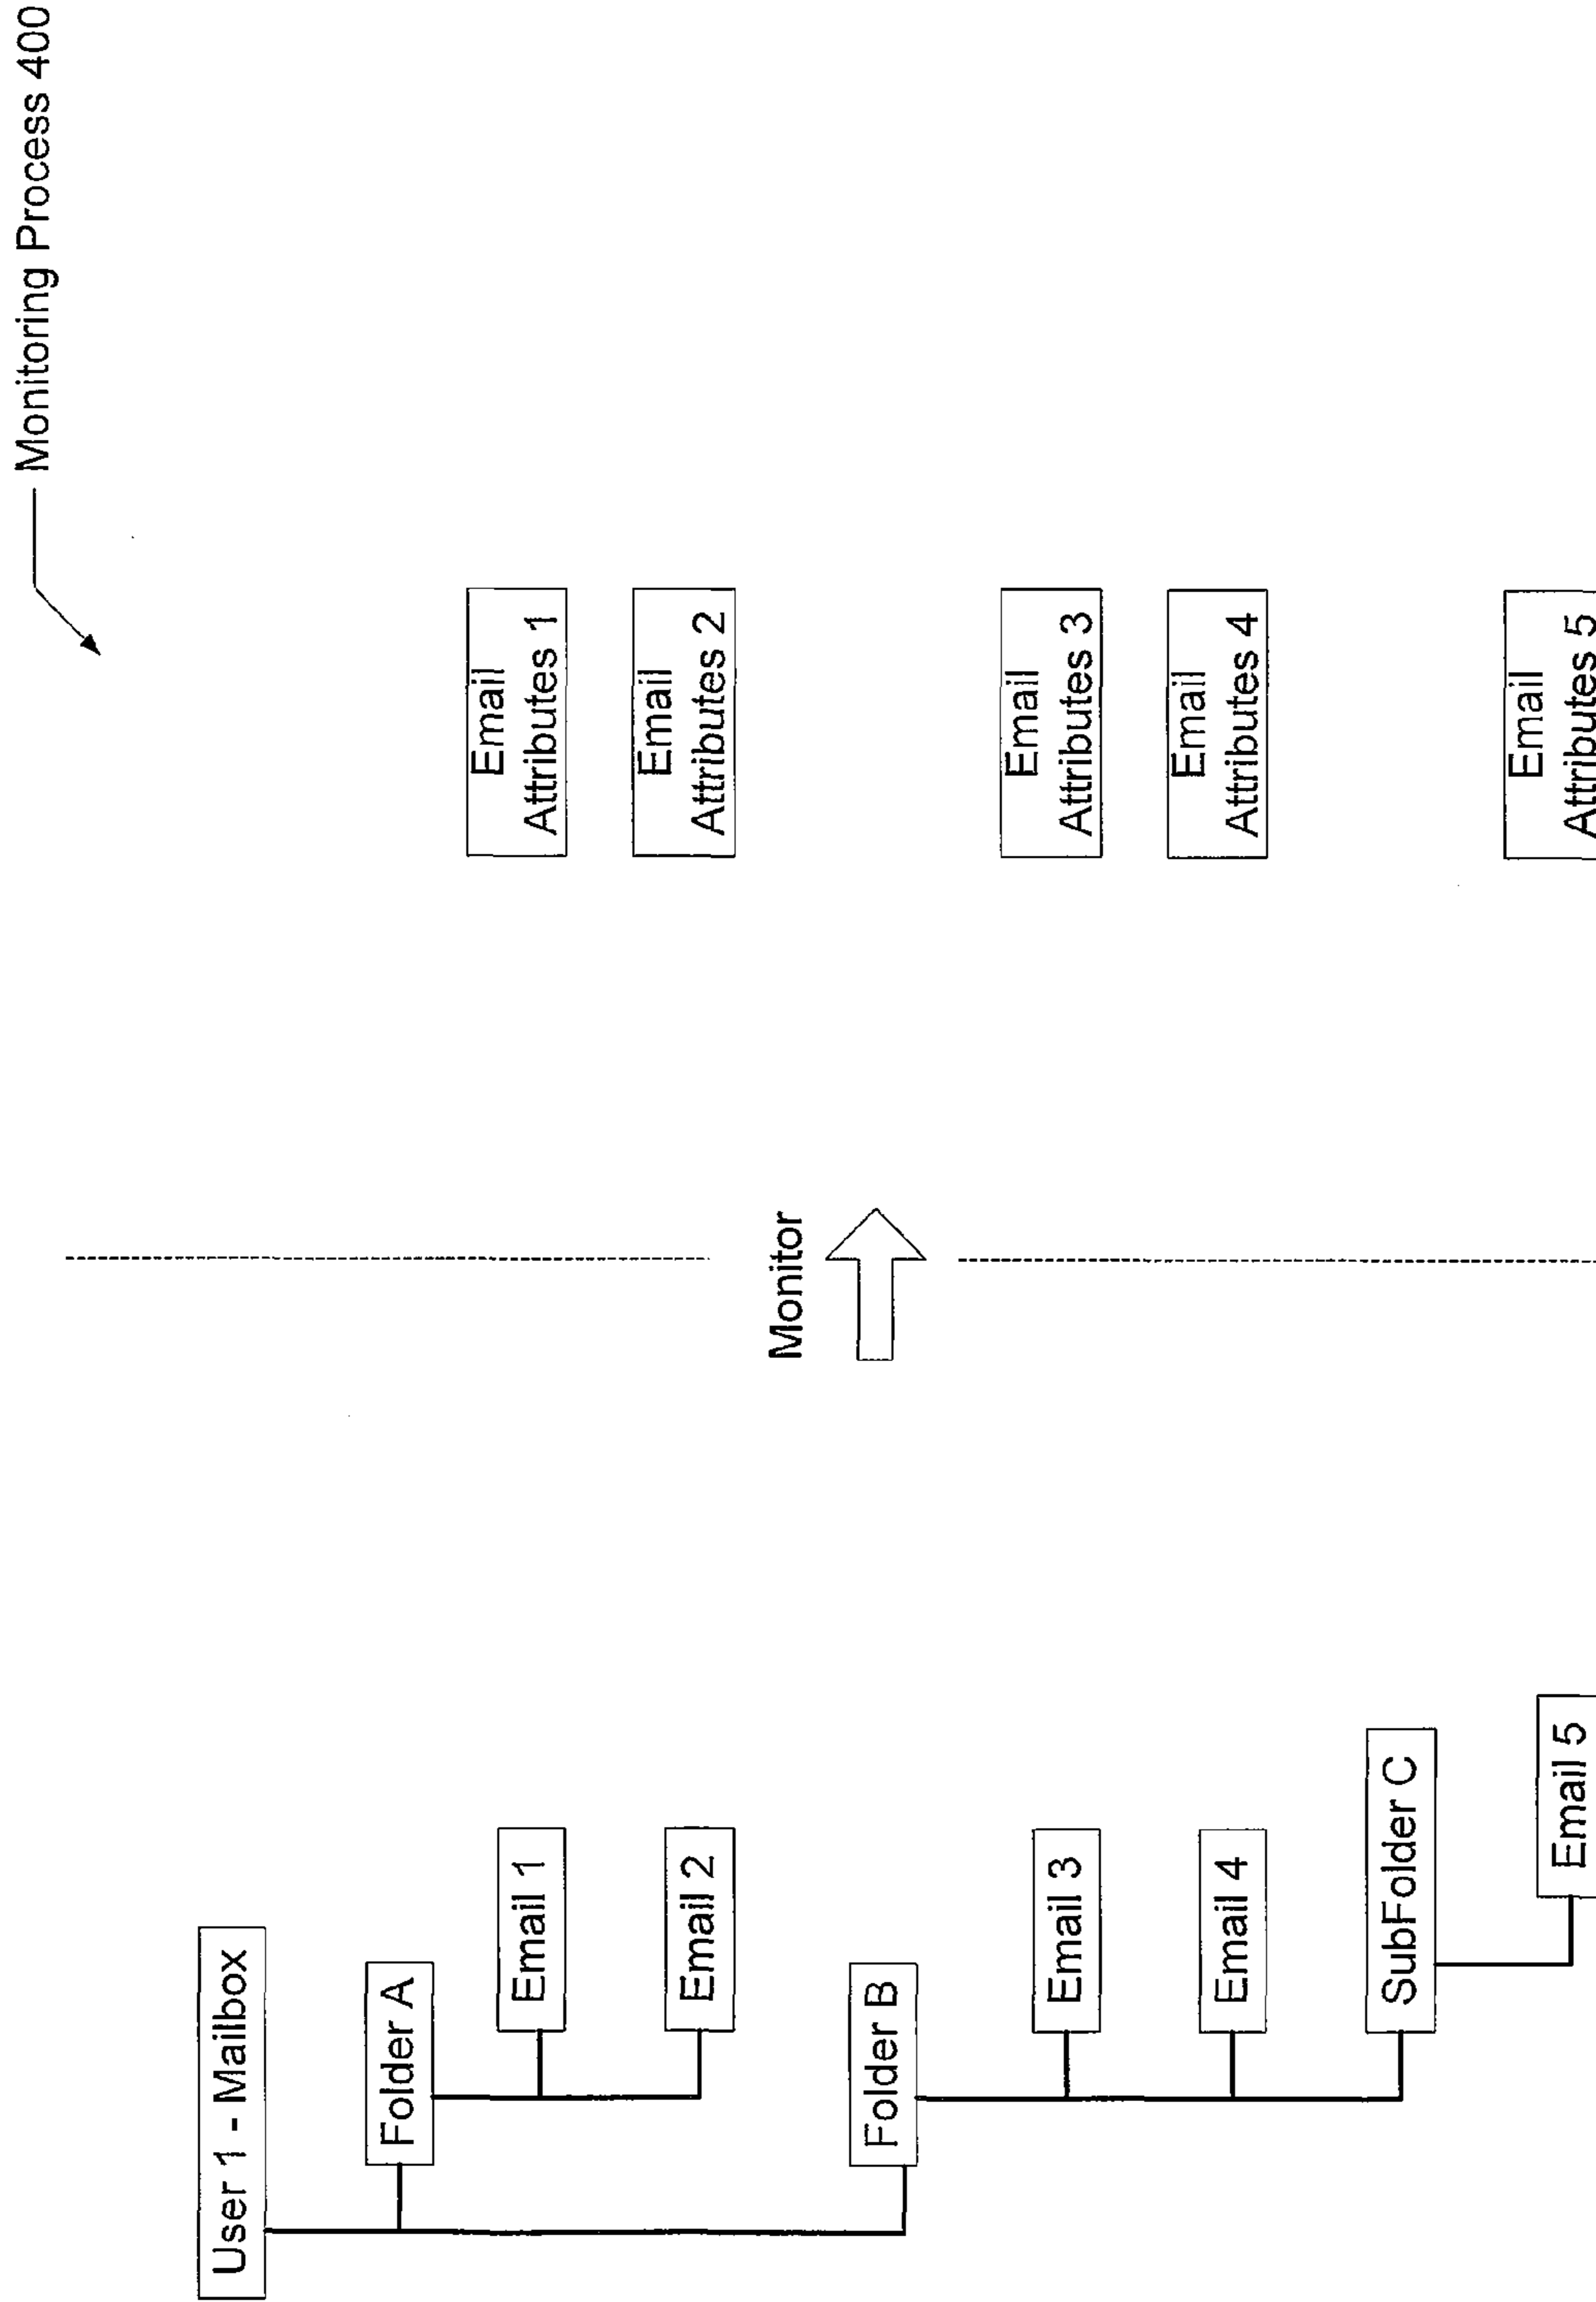 Monitoring Process 400
User 1 - Mailbox
Folder A
Email 1
Email 2
Folder B
Email 3
Email 4
SubFolder C
Email 5
Monitor
Email
Attributes 1
Email
Attributes 2
Email
Attributes 3
Email
Attributes 4
Email
Attributes 5